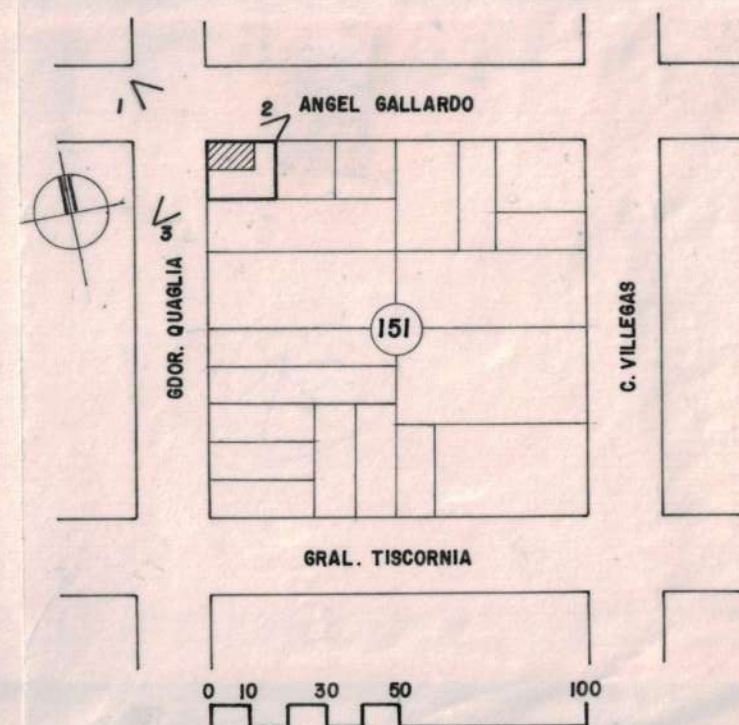 1
2 ANGEL GALLARDO
3
GDOR. QUAGLIA
151
C. VILLEGAS
GRAL. TISCORNIA
0 10 30 50 100